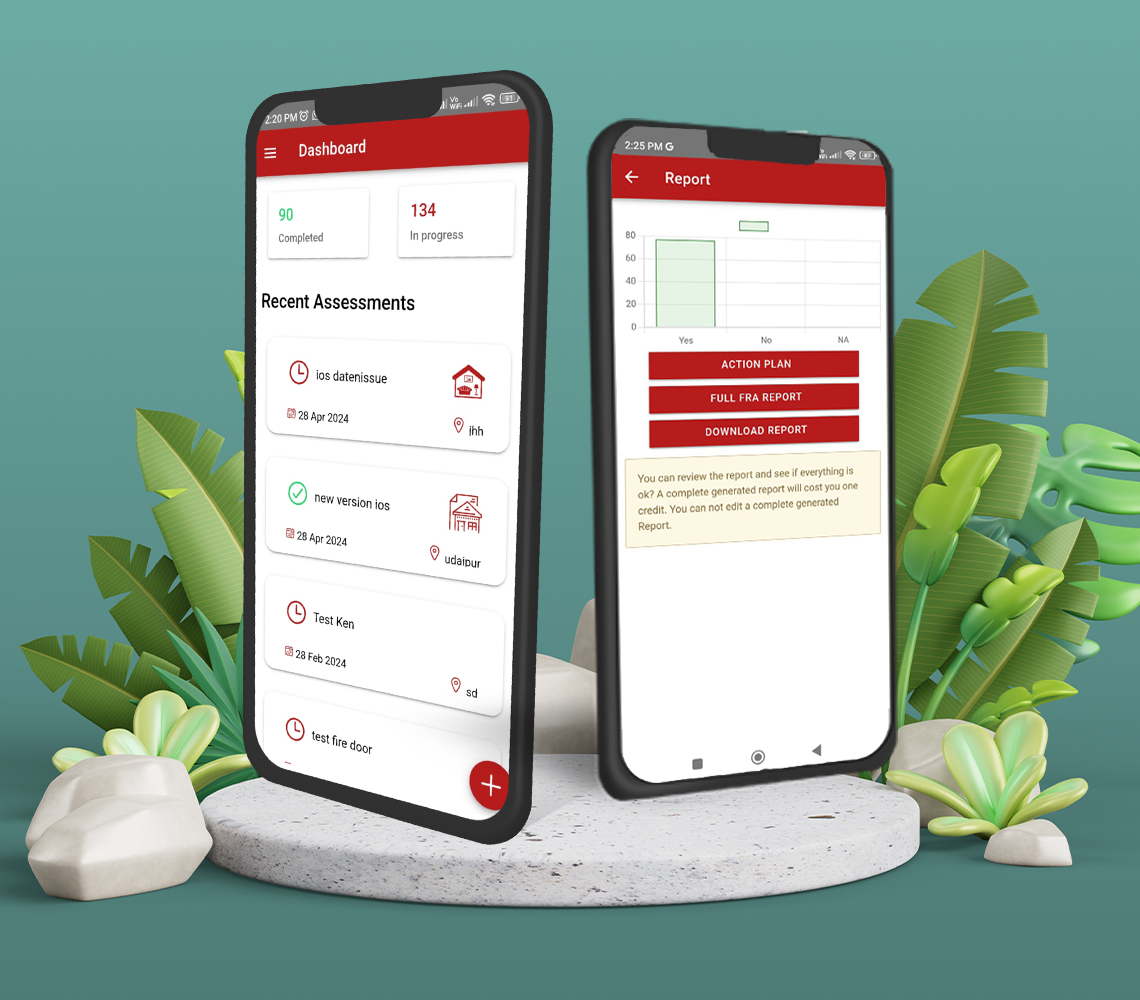 2:20 PM
Vo
WiFi
91
Dashboard
90
Completed
134
In progress
Recent Assessments
ios datenissue
28 Apr 2024
jhh
new version ios
28 Apr 2024
udaipur
Test Ken
28 Feb 2024
sd
test fire door
2:25 PM G
Report
80
60
40
20
0
Yes
No
NA
ACTION PLAN
FULL FRA REPORT
DOWNLOAD REPORT
You can review the report and see if everything is
ok? A complete generated report will cost you one
credit. You can not edit a complete generated
Report.